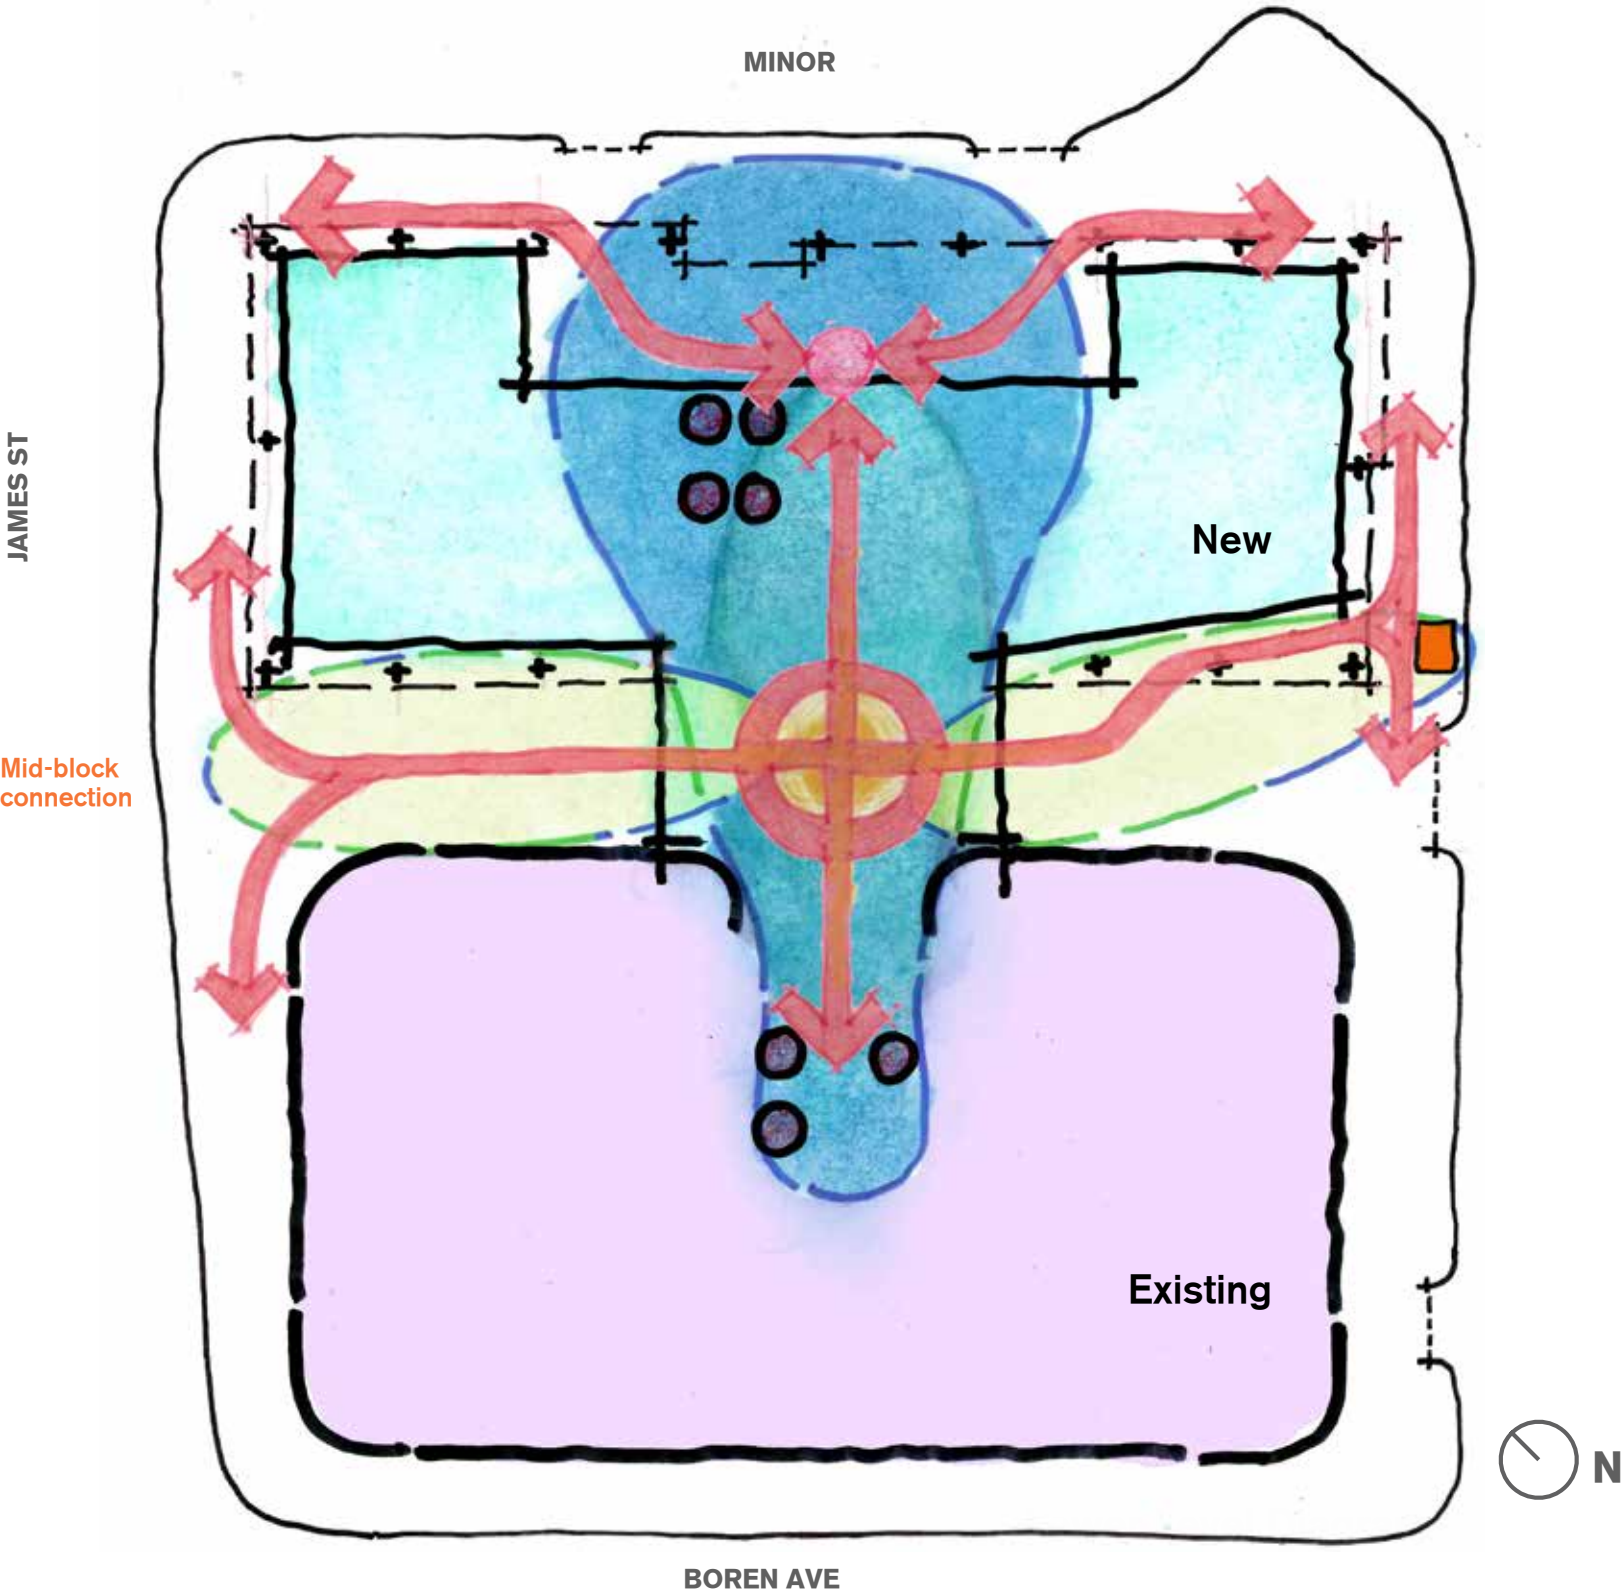 MINOR
JAMES ST
New
Mid-block
connection
Existing
N
BOREN AVE